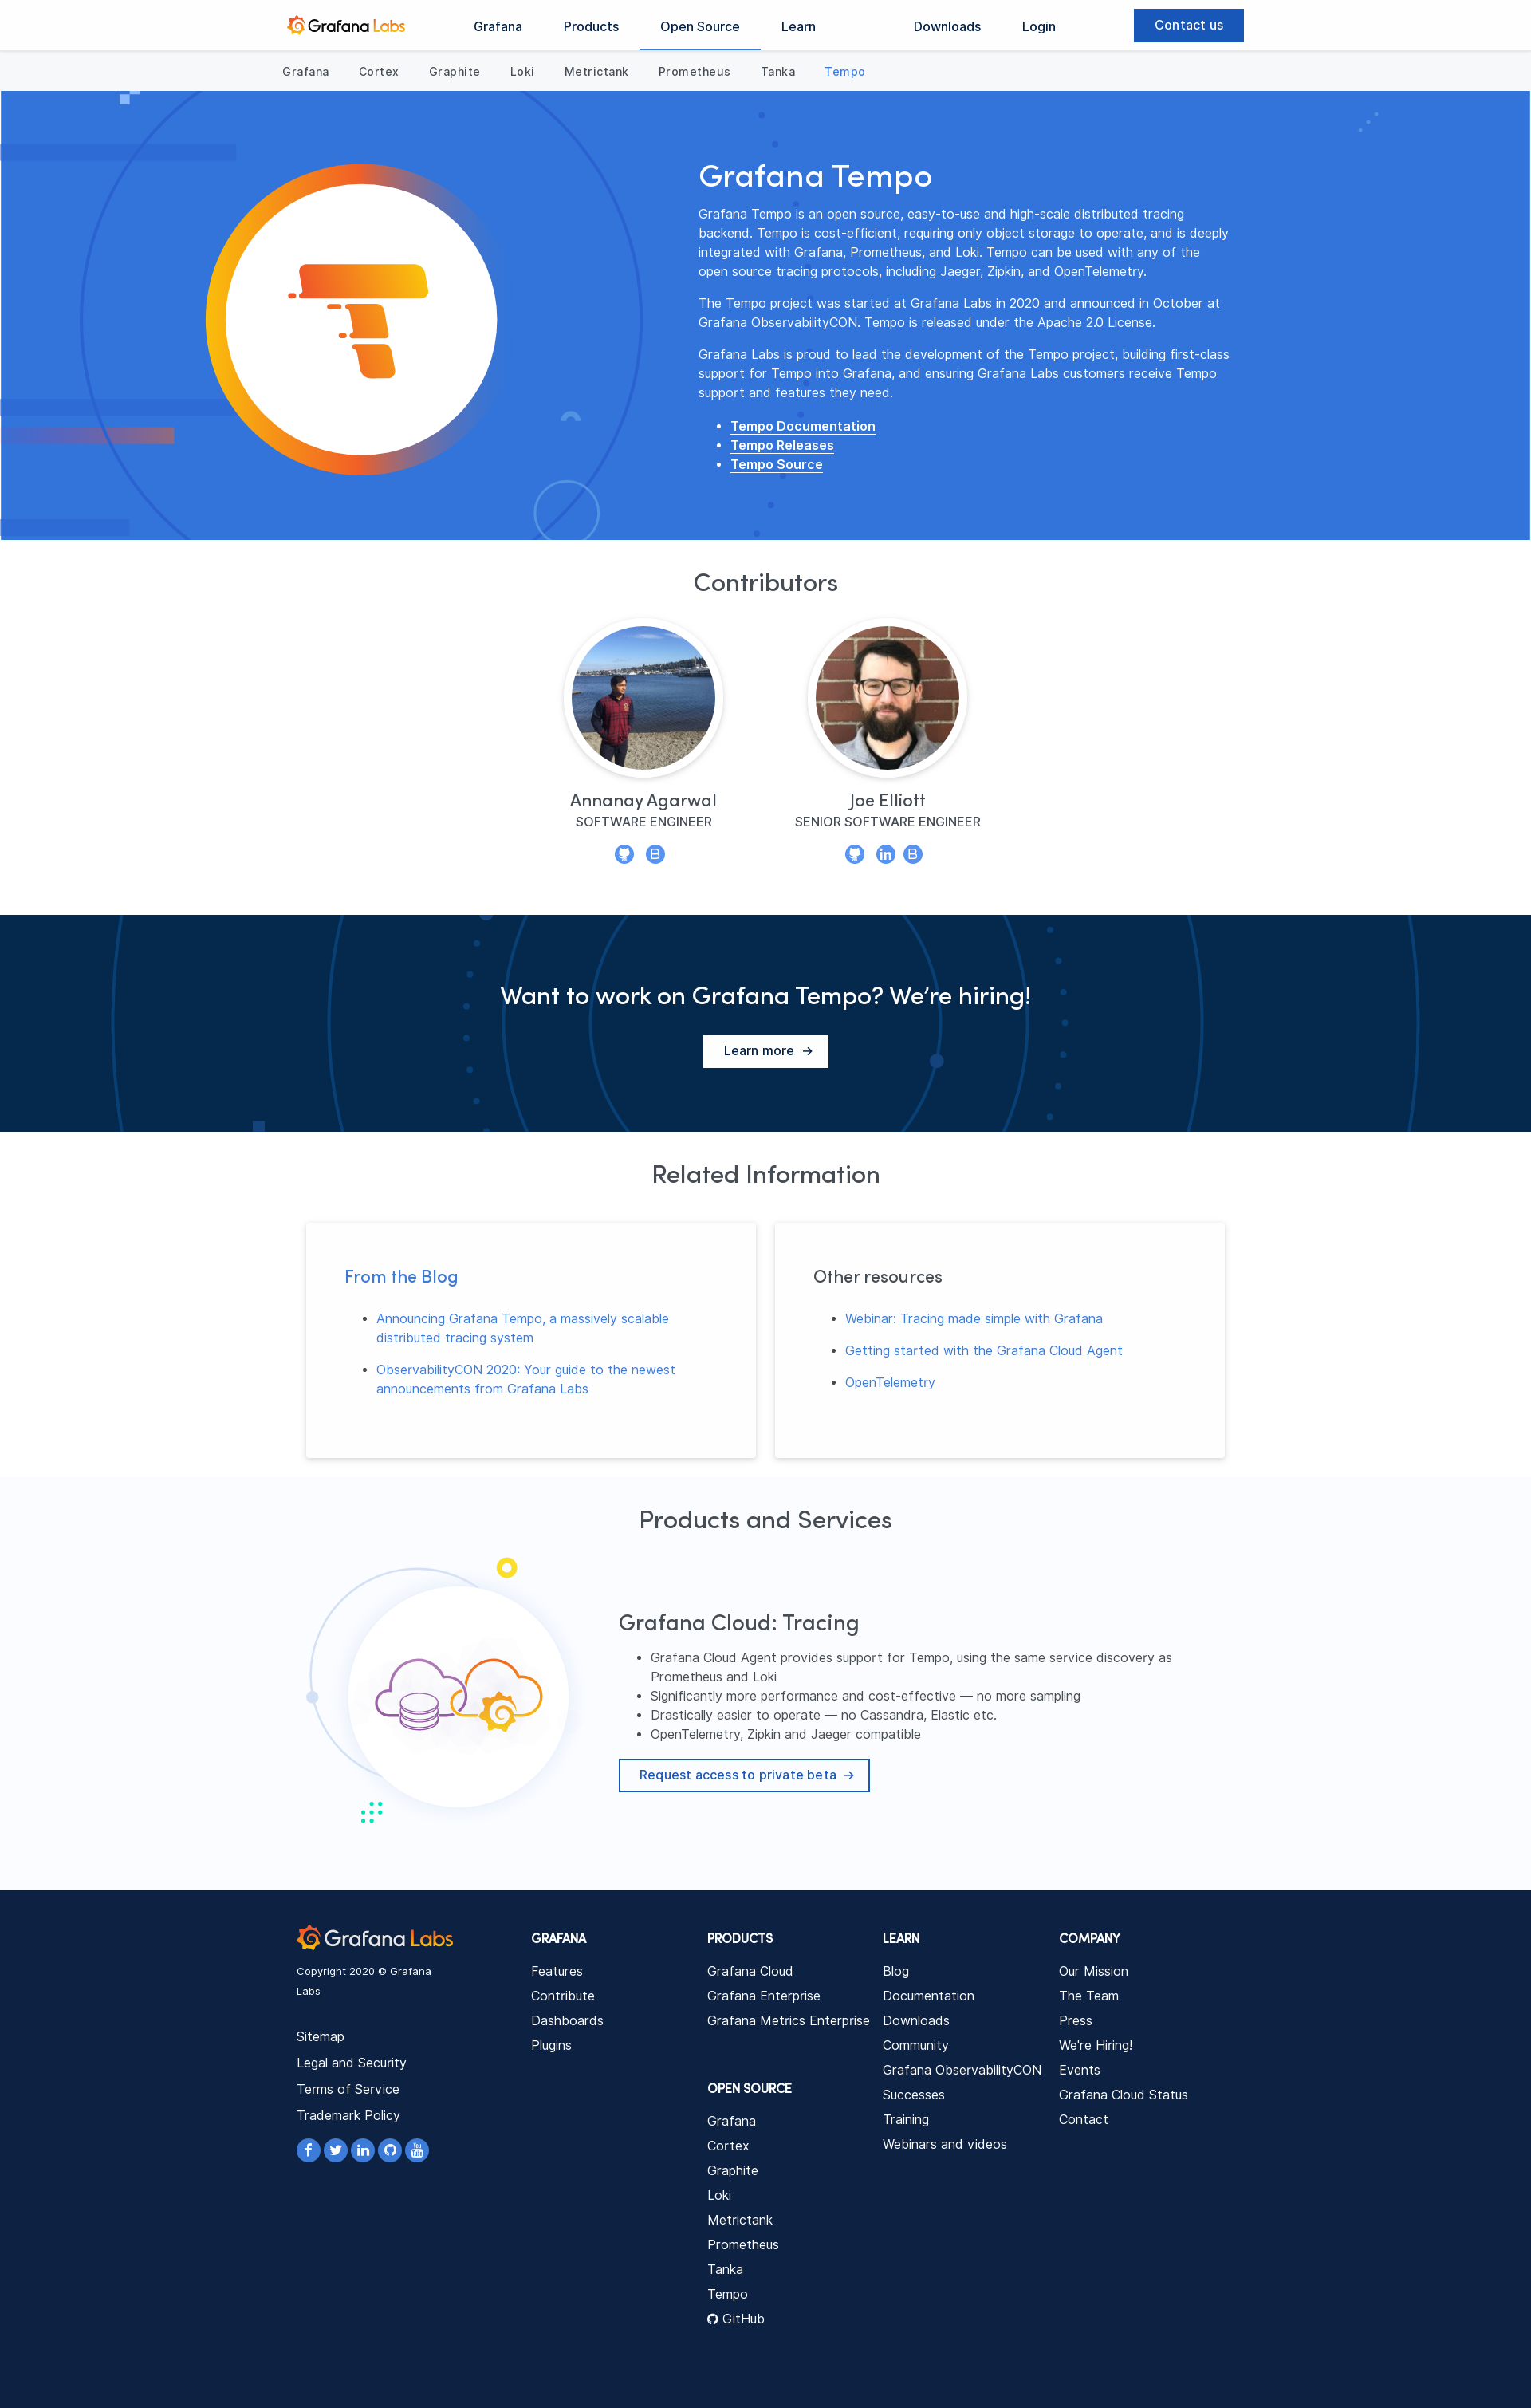 Grafana Labs
Grafana
Products
Open Source
Learn
Downloads
Login
Contact us
Grafana
Cortex
Graphite
Loki
Metrictank
Prometheus
Tanka
Tempo
Grafana Tempo
Grafana Tempo is an open source, easy-to-use and high-scale distributed tracing
backend. Tempo is cost-efficient, requiring only object storage to operate, and is deeply
integrated with Grafana, Prometheus, and Loki. Tempo can be used with any of the
open source tracing protocols, including Jaeger, Zipkin, and OpenTelemetry.
The Tempo project was started at Grafana Labs in 2020 and announced in October at
Grafana ObservabilityCON. Tempo is released under the Apache 2.0 License.
Grafana Labs is proud to lead the development of the Tempo project, building first-class
support for Tempo into Grafana, and ensuring Grafana Labs customers receive Tempo
support and features they need.
Tempo Documentation
Tempo Releases
Tempo Source
Contributors
Annanay Agarwal
SOFTWARE ENGINEER
Joe Elliott
SENIOR SOFTWARE ENGINEER
Want to work on Grafana Tempo? We’re hiring!
Learn more →
Related Information
From the Blog
Announcing Grafana Tempo, a massively scalable
distributed tracing system
ObservabilityCON 2020: Your guide to the newest
announcements from Grafana Labs
Other resources
Webinar: Tracing made simple with Grafana
Getting started with the Grafana Cloud Agent
OpenTelemetry
Products and Services
Grafana Cloud: Tracing
Grafana Cloud Agent provides support for Tempo, using the same service discovery as
Prometheus and Loki
Significantly more performance and cost-effective — no more sampling
Drastically easier to operate — no Cassandra, Elastic etc.
OpenTelemetry, Zipkin and Jaeger compatible
Request access to private beta →
Grafana Labs
Copyright 2020 © Grafana
Labs
Sitemap
Legal and Security
Terms of Service
Trademark Policy
GRAFANA
Features
Contribute
Dashboards
Plugins
PRODUCTS
Grafana Cloud
Grafana Enterprise
Grafana Metrics Enterprise
OPEN SOURCE
Grafana
Cortex
Graphite
Loki
Metrictank
Prometheus
Tanka
Tempo
GitHub
LEARN
Blog
Documentation
Downloads
Community
Grafana ObservabilityCON
Successes
Training
Webinars and videos
COMPANY
Our Mission
The Team
Press
We're Hiring!
Events
Grafana Cloud Status
Contact